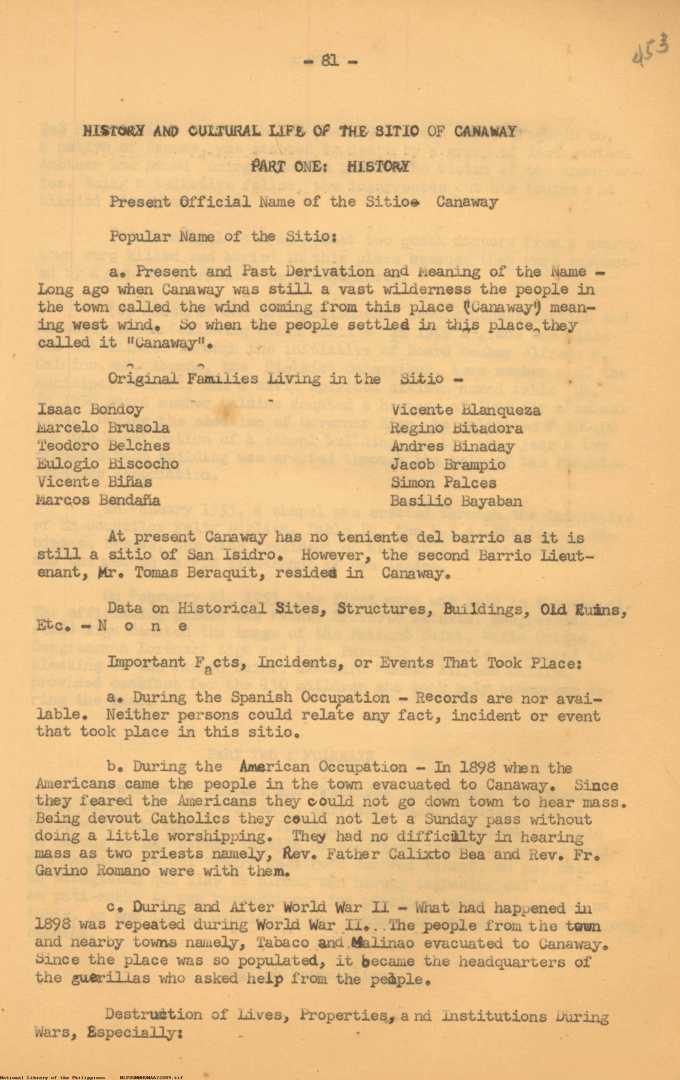 - 81 -
453
HISTORY AND CULTURAL LIFE OF THE SITIO OF CANAWAY
PART ONE: HISTORY
Present Official Name of the Sitio- Canaway
Popular Name of the Sitio:
a. Present and Past Derivation and Meaning of the Name -
Long ago when Canaway was still a vast wilderness the people in
the town called the wind coming from this place ("Canaway") mean-
ing west wind. So when the people settled in this place, they
called it "Canaway".
Original Families Living in the Sitio -
Isaac Bondoy Vicente Blanqueza
Marcelo Brusola Regino Bitadora
Teodoro Belches Andres Binaday
Eulogio Biscocho Jacob Brampio
Vicente Biñas Simon Palces
Marcos Bendaña Basilio Bayaban
At present Canaway has no teniente del barrio as it is
still a sitio of San Isidro. However, the second Barrio Lieut-
enant, Mr. Tomas Beraquit, resides in Canaway.
Data on Historical Sites, Structures, Buildings, Old Ruins,
Etc. - N o n e
Important Facts, Incidents, or Events That Took Place:
a. During the Spanish Occupation - Records are nor avai-
lable. Neither persons could relate any fact, incident or event
that took place in this sitio.
b. During the American Occupation - In 1898 when the
Americans came the people in the town evacuated to Canaway. Since
they feared the Americans they could not go down town to hear mass.
Being devout Catholics they could not let a Sunday pass without
doing a little worshipping. They had no difficulty in hearing
mass as two priests namely, Rev. Father Calixto Bea and Rev. Fr.
Gavino Romano were with them.
c. During and After World War II - What had happened in
1898 was repeated during World War II. The people from the town
and nearby towns namely, Tabaco and Malinao evacuated to Canaway.
Since the place was so populated, it became the headquarters of
the guerillas who asked help from the people.
Destruction of Lives, Properties, and Institutions During
Wars, Especially:
National Library of the Philippines